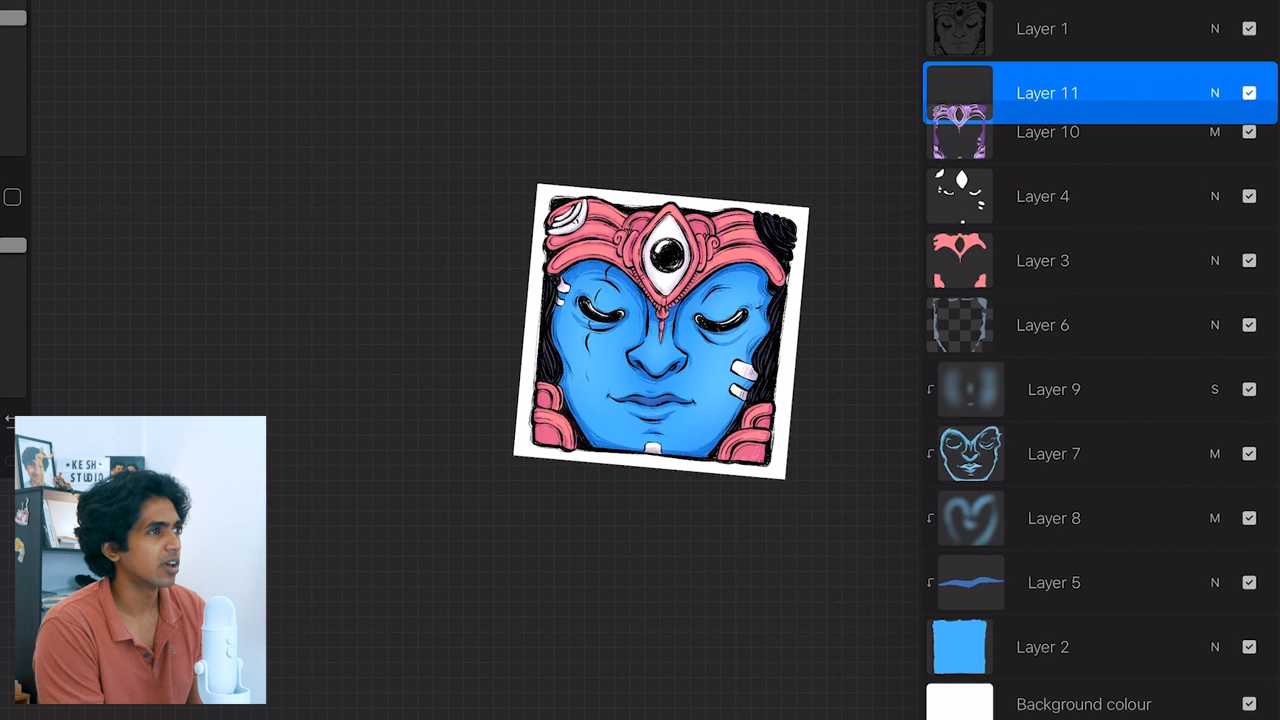 Layer 1 N
Layer 11 N
Layer 10 M
Layer 4 N
Layer 3 N
Layer 6 N
Layer 9 S
Layer 7 M
Layer 8 M
Layer 5 N
Layer 2 N
Background colour
KESH
STUDIO